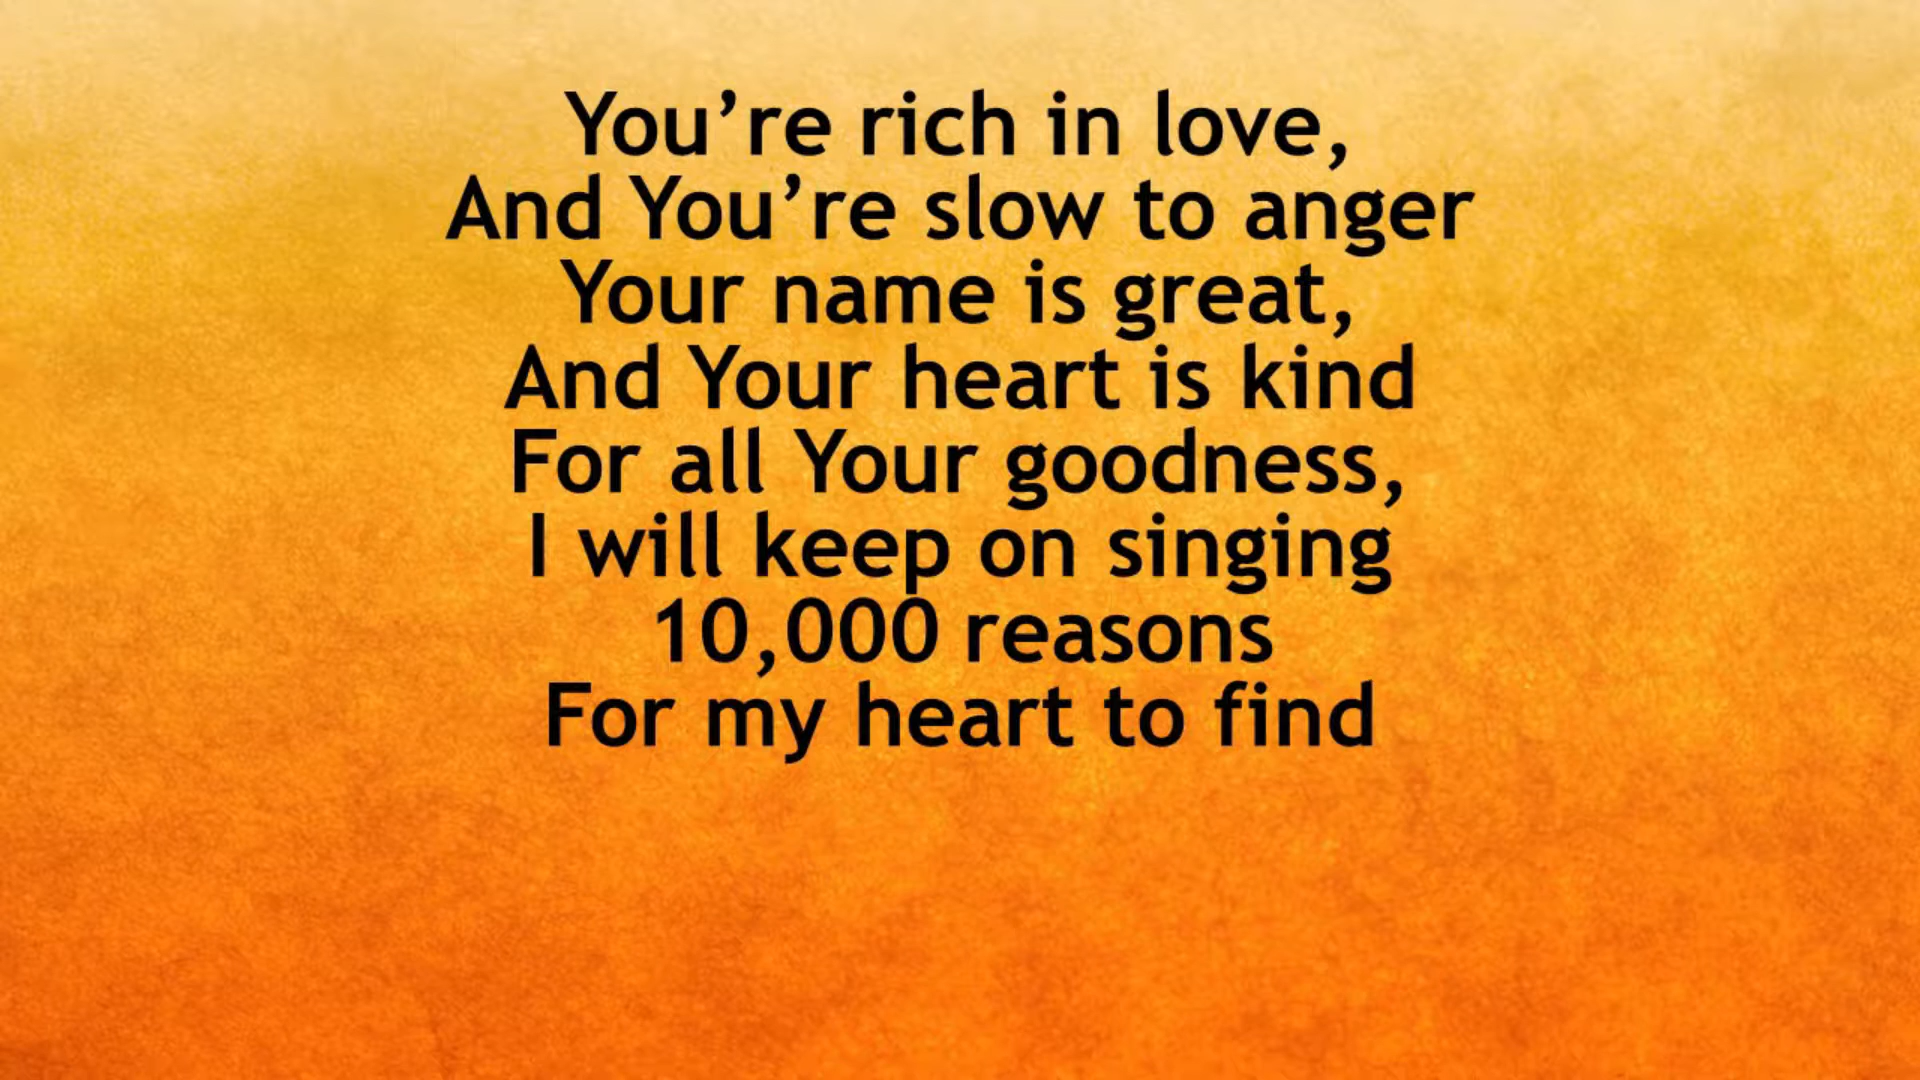 You’re rich in love,
And You’re slow to anger
Your name is great,
And Your heart is kind
For all Your goodness,
I will keep on singing
10,000 reasons
For my heart to find